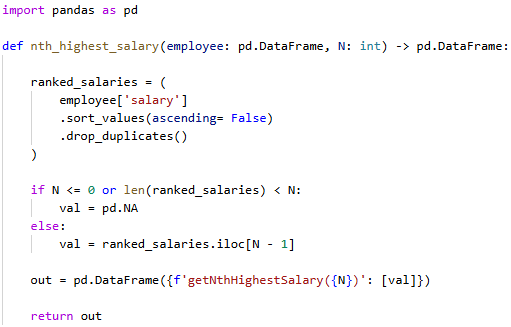 import pandas as pd
def nth_highest_salary(employee: pd.DataFrame, N: int) -> pd.DataFrame:
    ranked_salaries = (
        employee['salary']
        .sort_values(ascending= False)
        .drop_duplicates()
    )
    if N <= 0 or len(ranked_salaries) < N:
        val = pd.NA
    else:
        val = ranked_salaries.iloc[N - 1]
    out = pd.DataFrame({f'getNthHighestSalary({N})': [val]})
    return out